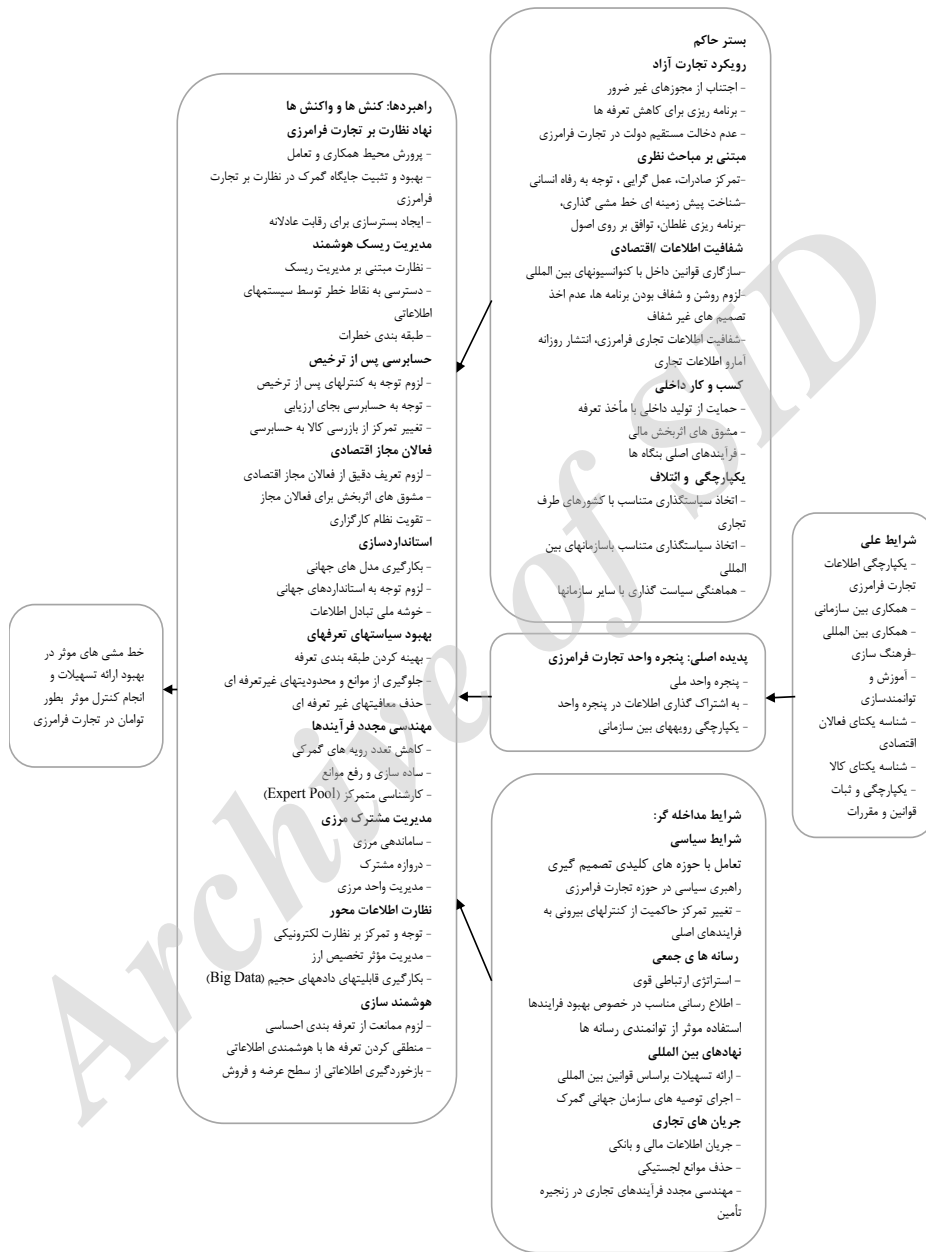 بستر حاکم
رویکرد تجارت آزاد
- اجتناب از مجوزهای غیر ضرور
- برنامه ریزی برای کاهش تعرفه ها
- عدم دخالت مستقیم دولت در تجارت فرامرزی
مبتنی بر مباحث نظری
-تمرکز صادرات، عمل گرایی ، توجه به رفاه انسانی
-شناخت پیش زمینه ای خط مشی گذاری،
-برنامه ریزی غلطان، توافق بر روی اصول
شفافیت اطلاعات /اقتصادی
-سازگاری قوانین داخل با کنوانسیونهای بین المللی
-لزوم روشن و شفاف بودن برنامه ها، عدم اخذ
تصمیم های غیر شفاف
-شفافیت اطلاعات تجاری فرامرزی، انتشار روزانه
آمارو اطلاعات تجاری
کسب و کار داخلی
- حمایت از تولید داخلی با مأخذ تعرفه
- مشوق های اثربخش مالی
- فرآیندهای اصلی بنگاه ها
یکپارچگی و ائتلاف
- اتخاذ سیاستگذاری متناسب با کشورهای طرف
تجاری
- اتخاذ سیاستگذاری متناسب باسازمانهای بین
المللی
- هماهنگی سیاست گذاری با سایر سازمانها
شرایط علی
- یکپارچگی اطلاعات
تجارت فرامرزی
- همکاری بین سازمانی
- همکاری بین المللی
-فرهنگ سازی
- آموزش و
توانمندسازی
- شناسه یکتای فعالان
اقتصادی
- شناسه یکتای کالا
- یکپارچگی و ثبات
قوانین و مقررات
پدیده اصلی: پنجره واحد تجارت فرامرزی
- پنجره واحد ملی
- به اشتراک گذاری اطلاعات در پنجره واحد
- یکپارچگی رویههای بین سازمانی
شرایط مداخله گر:
شرایط سیاسی
تعامل با حوزه های کلیدی تصمیم گیری
راهبری سیاسی در حوزه تجارت فرامرزی
- تغییر تمرکز حاکمیت از کنترلهای بیرونی به
فرایندهای اصلی
رسانه ها ی جمعی
- استراتژی ارتباطی قوی
- اطلاع رسانی مناسب در خصوص بهبود فرایندها
استفاده موثر از توانمندی رسانه ها
نهادهای بین المللی
- ارائه تسهیلات براساس قوانین بین المللی
- اجرای توصیه های سازمان جهانی گمرک
جریان های تجاری
- جریان اطلاعات مالی و بانکی
- حذف موانع لجستیکی
- مهندسی مجدد فرآیندهای تجاری در زنجیره
تأمین
راهبردها: کنش ها و واکنش ها
نهاد نظارت بر تجارت فرامرزی
- پرورش محیط همکاری و تعامل
- بهبود و تثبیت جایگاه گمرک در نظارت بر تجارت
فرامرزی
- ایجاد بسترسازی برای رقابت عادلانه
مدیریت ریسک هوشمند
- نظارت مبتنی بر مدیریت ریسک
- دسترسی به نقاط خطر توسط سیستمهای
اطلاعاتی
- طبقه بندی خطرات
حسابرسی پس از ترخیص
- لزوم توجه به کنترلهای پس از ترخیص
- توجه به حسابرسی بجای ارزیابی
- تغییر تمرکز از بازرسی کالا به حسابرسی
فعالان مجاز اقتصادی
- لزوم تعریف دقیق از فعالان مجاز اقتصادی
- مشوق های اثربخش برای فعالان مجاز
- تقویت نظام کارگزاری
استانداردسازی
- بکارگیری مدل های جهانی
- لزوم توجه به استانداردهای جهانی
- خوشه ملی تبادل اطلاعات
بهبود سیاستهای تعرفهای
- بهینه کردن طبقه بندی تعرفه
- جلوگیری از موانع و محدودیتهای غیرتعرفه ای
- حذف معافیتهای غیر تعرفه ای
مهندسی مجدد فرآیندها
- کاهش تعدد رویه های گمرکی
- ساده سازی و رفع موانع
- کارشناسی متمرکز (Expert Pool)
مدیریت مشترک مرزی
- ساماندهی مرزی
- دروازه مشترک
- مدیریت واحد مرزی
نظارت اطلاعات محور
- توجه و تمرکز بر نظارت لکترونیکی
- مدیریت مؤثر تخصیص ارز
- بکارگیری قابلیتهای دادههای حجیم (Big Data)
هوشمند سازی
- لزوم ممانعت از تعرفه بندی احساسی
- منطقی کردن تعرفه ها با هوشمندی اطلاعاتی
- بازخوردگیری اطلاعاتی از سطح عرضه و فروش
خط مشی های موثر در
بهبود ارائه تسهیلات و
انجام کنترل موثر بطور
توامان در تجارت فرامرزی
Archive of SID